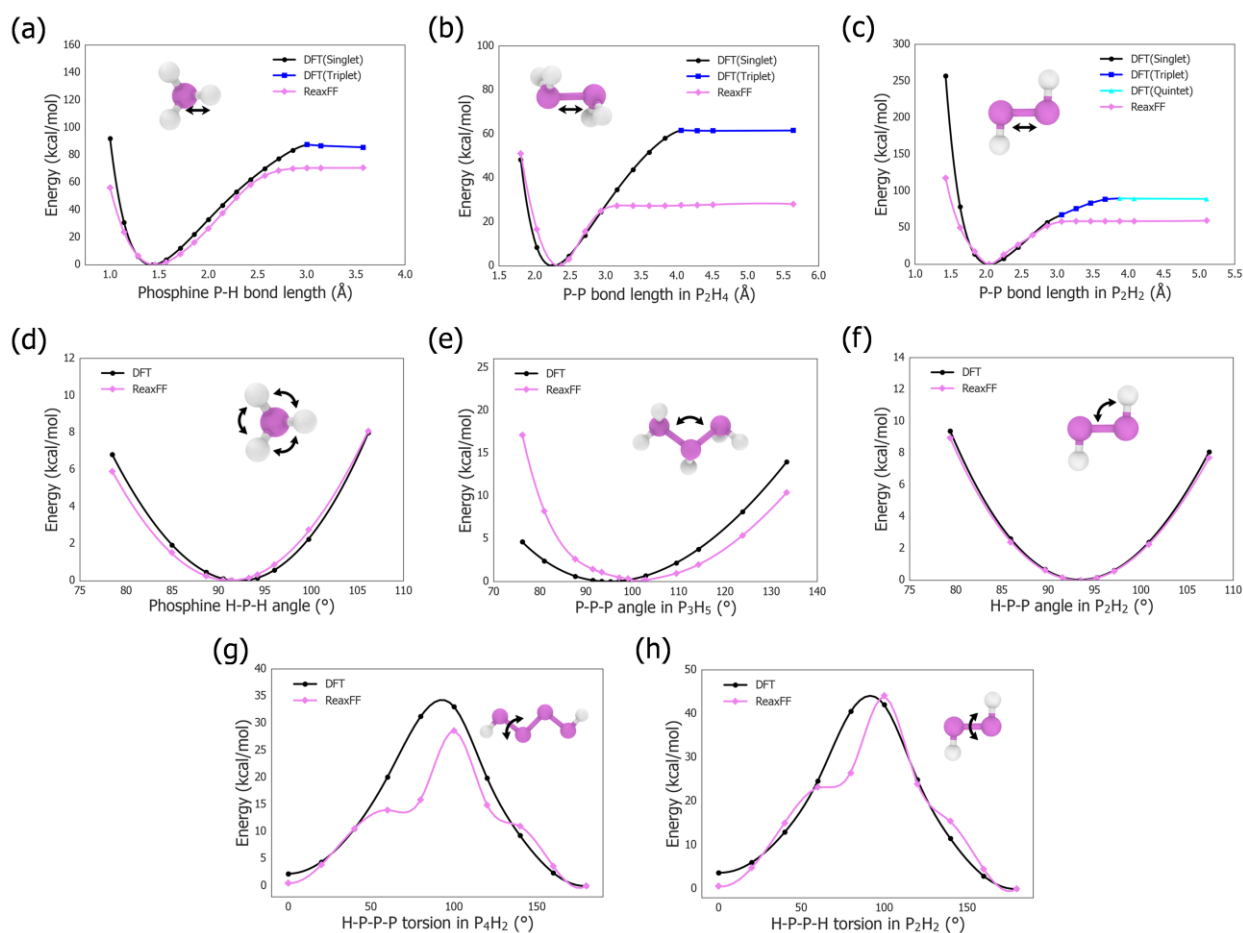 (a)
160
140
120
100
80
60
40
20
0
Energy (kcal/mol)
DFT(Singlet)
DFT(Triplet)
ReaxFF
1.0 1.5 2.0 2.5 3.0 3.5 4.0
Phosphine P-H bond length (Å)
(b)
100
80
60
40
20
0
Energy (kcal/mol)
DFT(Singlet)
DFT(Triplet)
ReaxFF
1.5 2.0 2.5 3.0 3.5 4.0 4.5 5.0 5.5 6.0
P-P bond length in P₂H₄ (Å)
(c)
300
250
200
150
100
50
0
Energy (kcal/mol)
DFT(Singlet)
DFT(Triplet)
DFT(Quintet)
ReaxFF
1.0 1.5 2.0 2.5 3.0 3.5 4.0 4.5 5.0 5.5
P-P bond length in P₂H₂ (Å)
(d)
12
10
8
6
4
2
0
Energy (kcal/mol)
DFT
ReaxFF
75 80 85 90 95 100 105 110
Phosphine H-P-H angle (°)
(e)
25
20
15
10
5
0
Energy (kcal/mol)
DFT
ReaxFF
70 80 90 100 110 120 130 140
P-P-P angle in P₃H₅ (°)
(f)
14
12
10
8
6
4
2
0
Energy (kcal/mol)
DFT
ReaxFF
75 80 85 90 95 100 105 110
H-P-P angle in P₂H₂ (°)
(g)
40
35
30
25
20
15
10
5
0
Energy (kcal/mol)
DFT
ReaxFF
0 50 100 150
H-P-P-P torsion in P₄H₂ (°)
(h)
50
40
30
20
10
0
Energy (kcal/mol)
DFT
ReaxFF
0 50 100 150
H-P-P-H torsion in P₂H₂ (°)